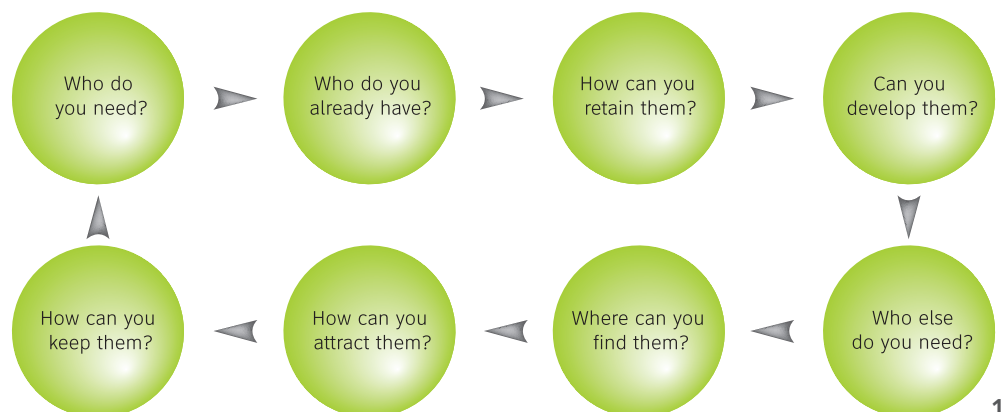 Who do
you need?
Who do you
already have?
How can you
retain them?
Can you
develop them?
Who else
do you need?
Where can you
find them?
How can you
attract them?
How can you
keep them?
1